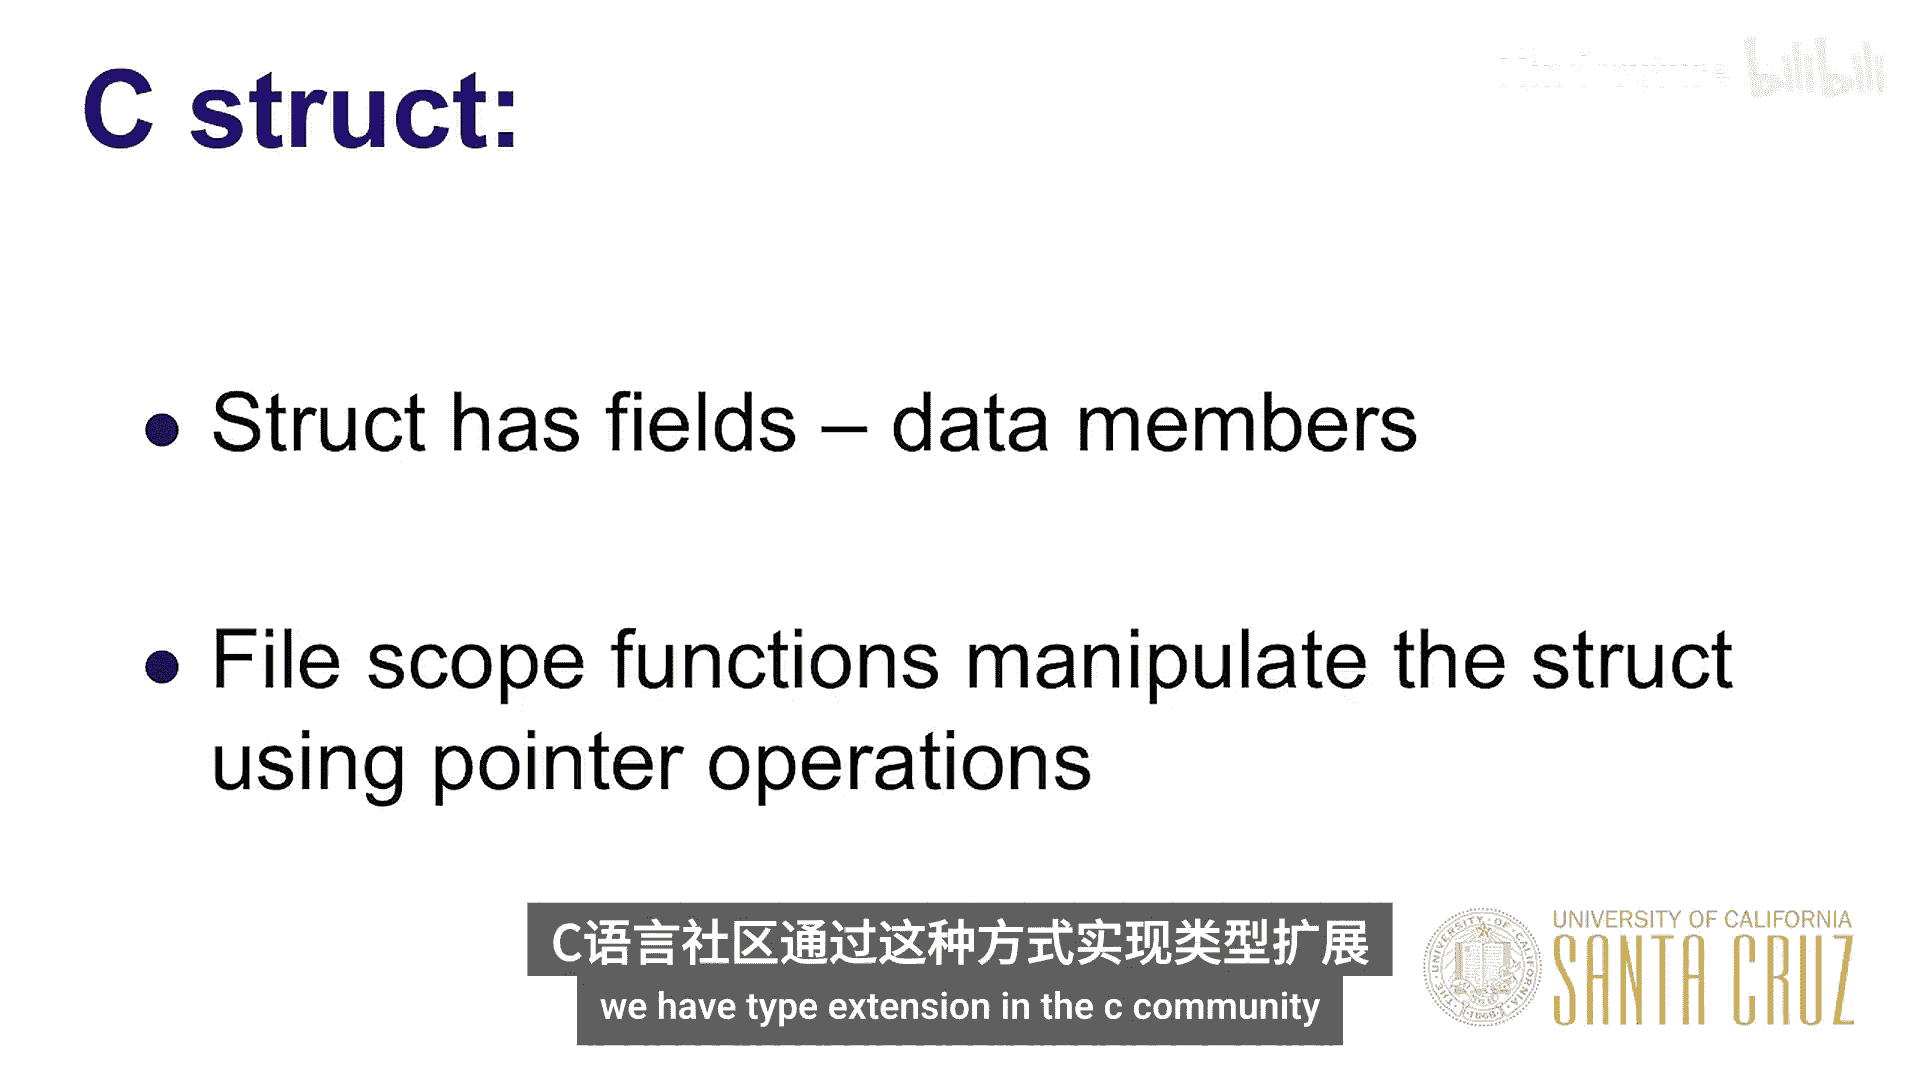 C struct:
bilibili
● Struct has fields – data members
● File scope functions manipulate the struct
using pointer operations
C语言社区通过这种方式实现类型扩展
we have type extension in the c community
UNIVERSITY OF CALIFORNIA
SANTA CRUZ